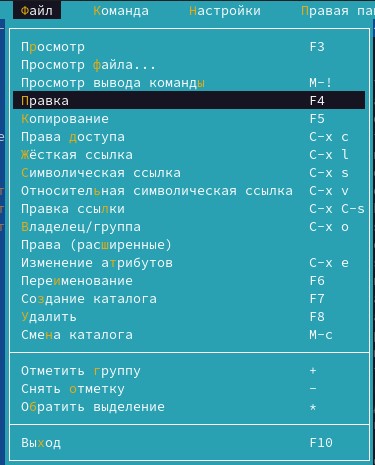 Файл Команда Настройки Правая па
Просмотр F3
Просмотр файла...
Просмотр вывода команды M-!
Правка F4
Копирование F5
Права доступа C-x c
Жёсткая ссылка C-x l
Символическая ссылка C-x s
Относительная символическая ссылка C-x v
Правка ссылки C-x C-s
Владелец/группа C-x o
Права (расширенные)
Изменение атрибутов C-x e
Переименование F6
Создание каталога F7
Удалить F8
Смена каталога M-c
Отметить группу +
Снять отметку -
Обратить выделение *
Выход F10